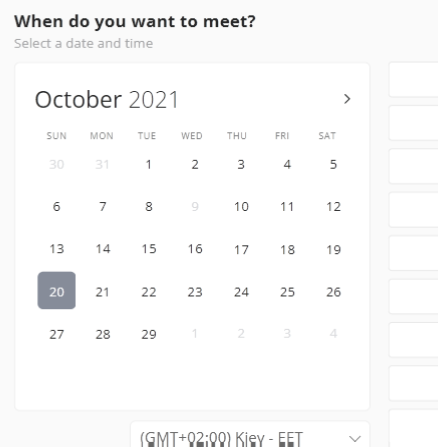 When do you want to meet?
Select a date and time
October 2021
SUN MON TUE WED THU FRI SAT
30 31 1 2 3 4 5
6 7 8 9 10 11 12
13 14 15 16 17 18 19
20 21 22 23 24 25 26
27 28 29 1 2 3 4
(GMT+02:00) Kiev - EET